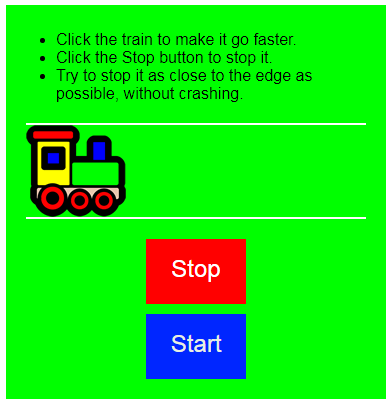 Click the train to make it go faster.
Click the Stop button to stop it.
Try to stop it as close to the edge as
possible, without crashing.
Stop
Start